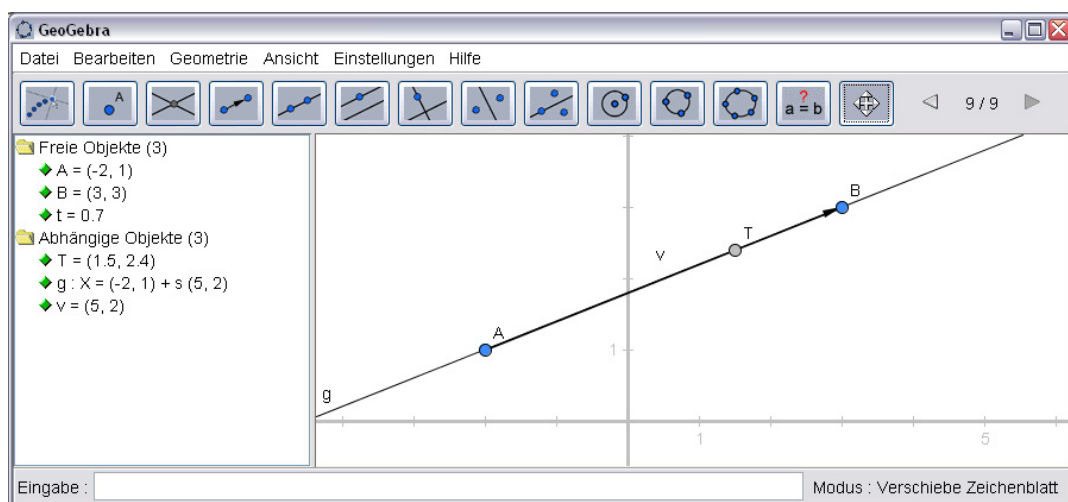 GeoGebra
Datei Bearbeiten Geometrie Ansicht Einstellungen Hilfe
A
?
a = b
9 / 9
Freie Objekte (3)
A = (-2, 1)
B = (3, 3)
t = 0.7
Abhängige Objekte (3)
T = (1.5, 2.4)
g : X = (-2, 1) + s (5, 2)
v = (5, 2)
B
T
v
A
1
g
1
5
Eingabe :
Modus : Verschiebe Zeichenblatt